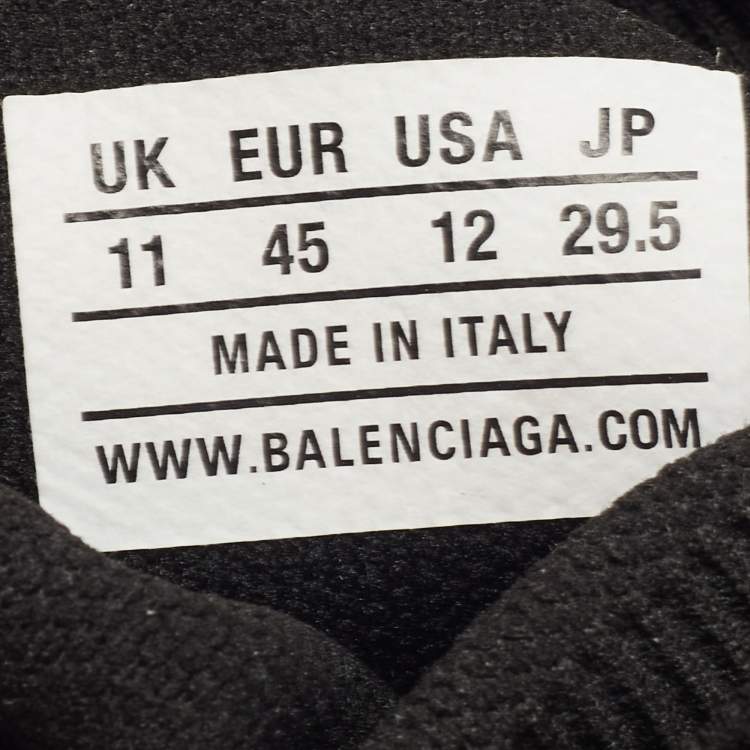 UK EUR USA JP
11 45 12 29.5
MADE IN ITALY
WWW.BALENCIAGA.COM